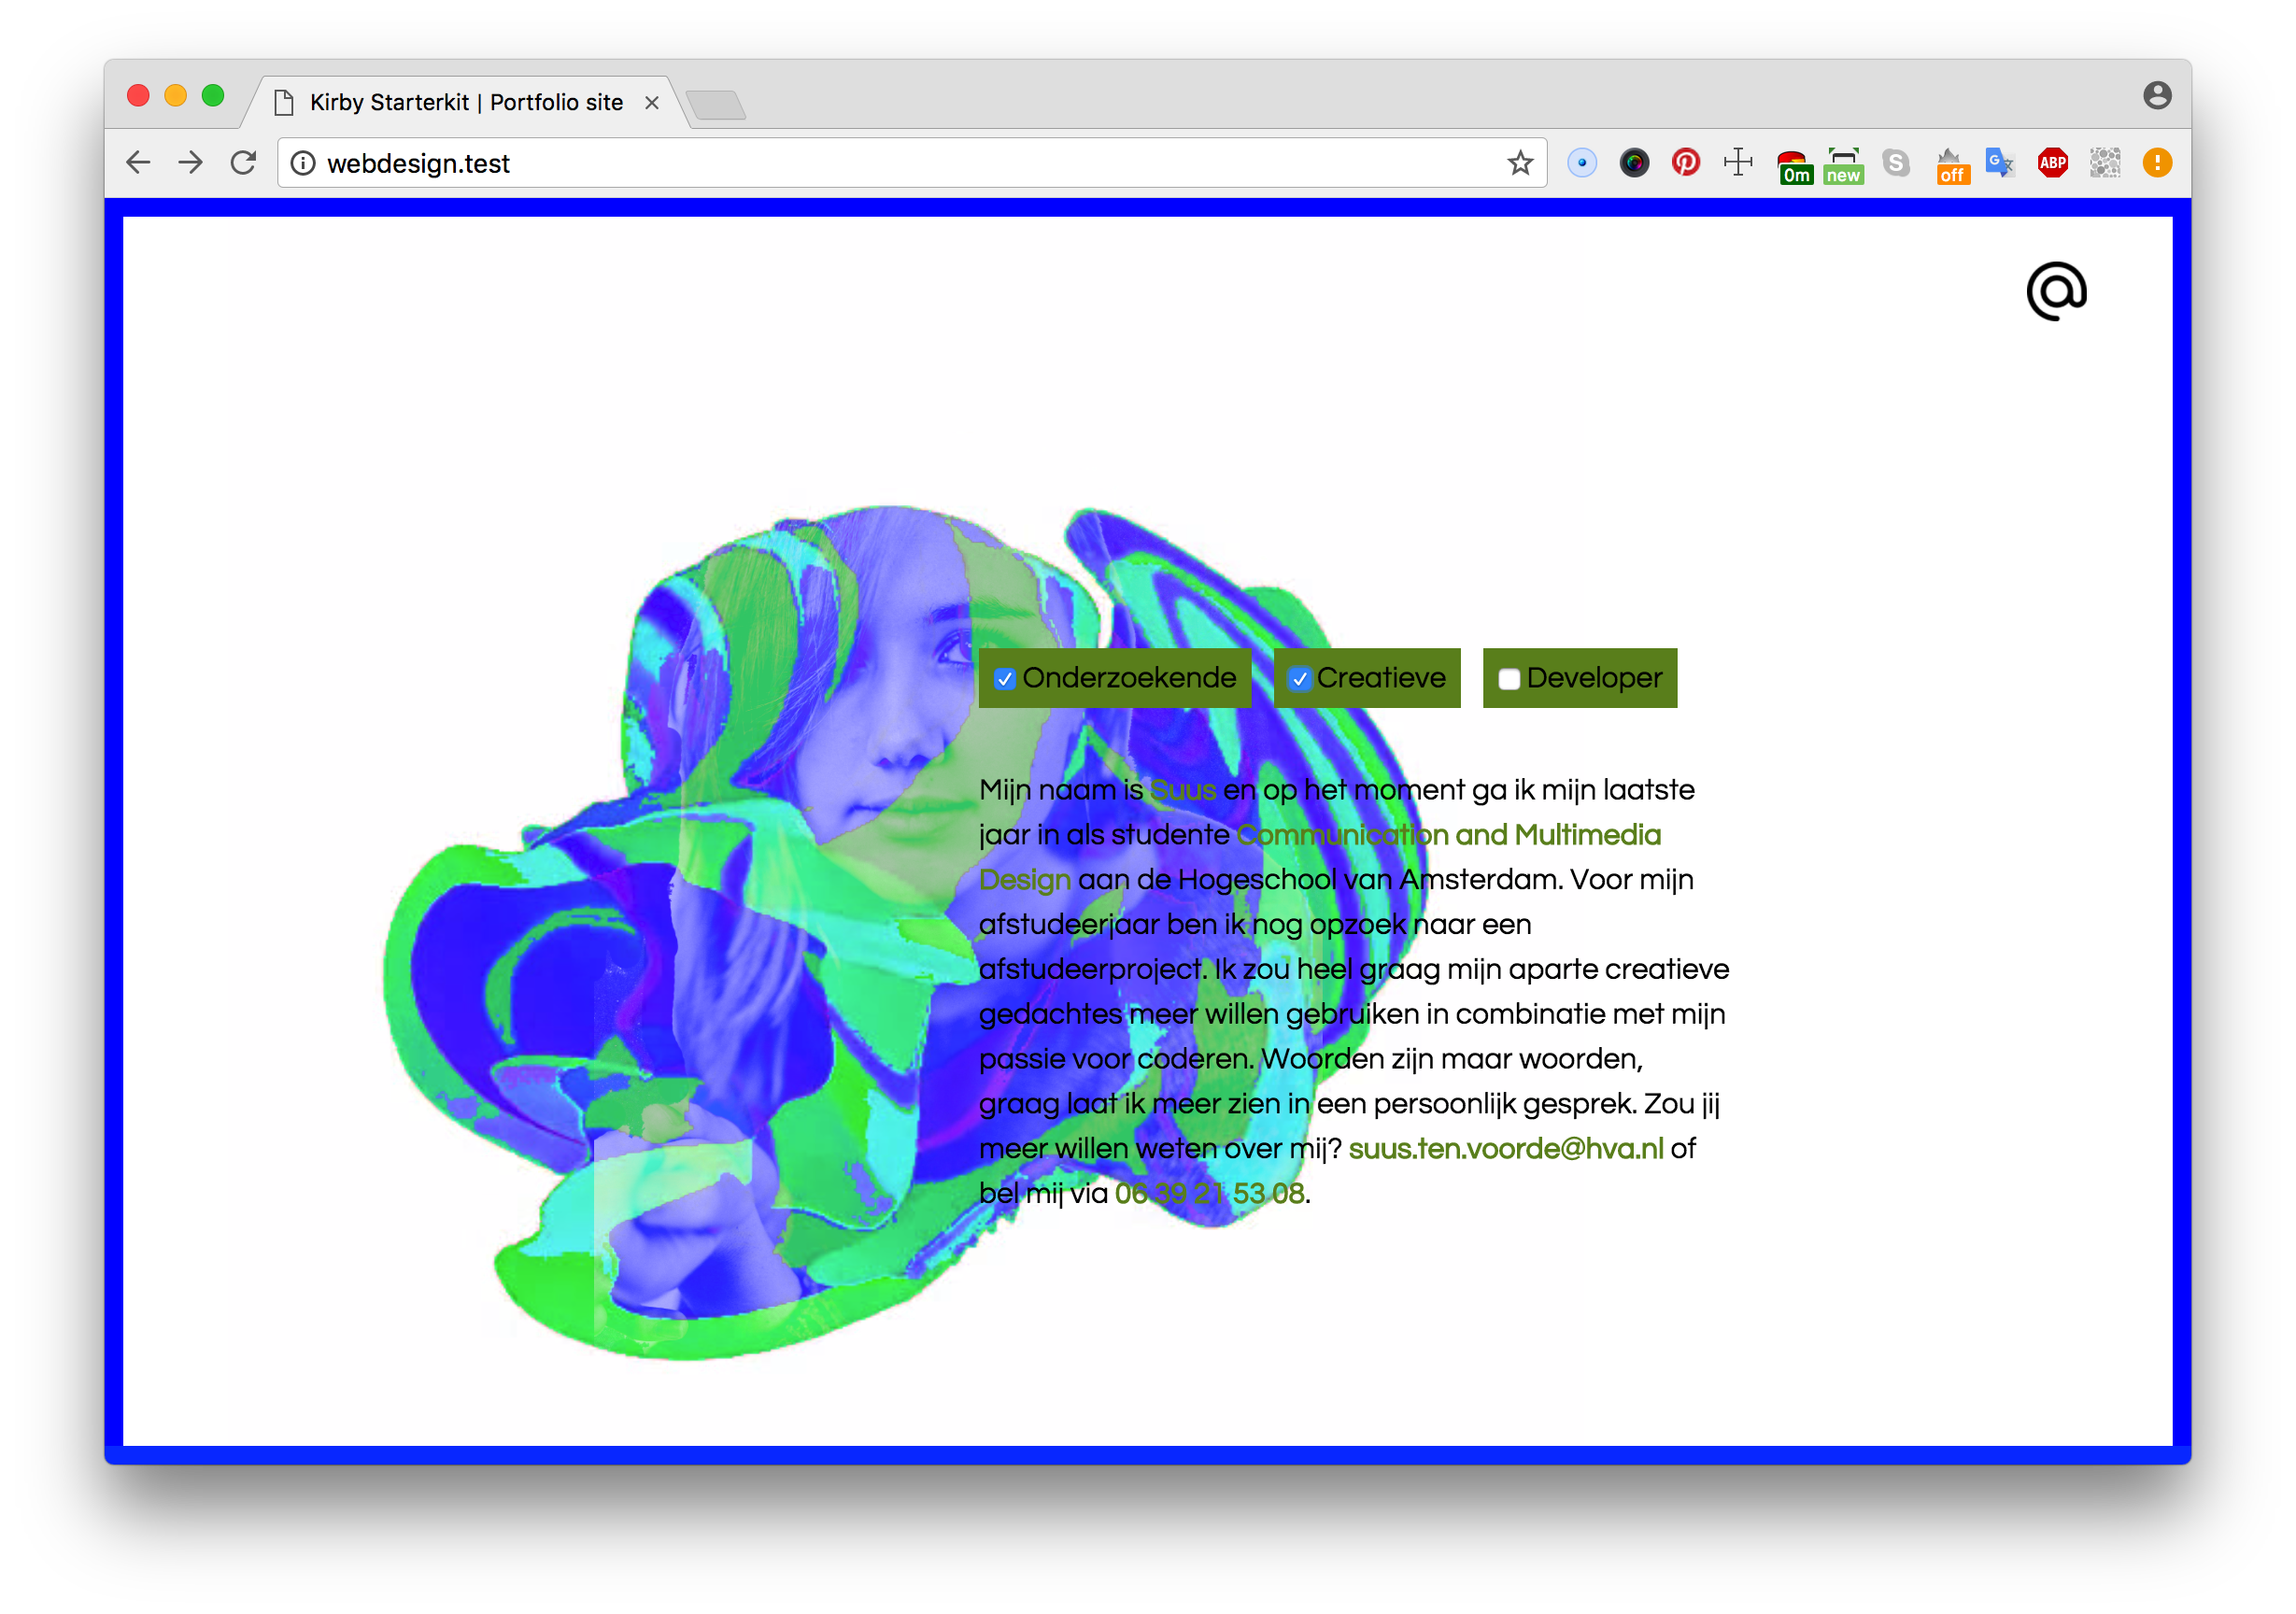 Kirby Starterkit | Portfolio site
webdesign.test
0m
new
S
off
G
ABP
@
Onderzoekende
Creatieve
Developer
Mijn naam is Suus en op het moment ga ik mijn laatste
jaar in als studente Communication and Multimedia
Design aan de Hogeschool van Amsterdam. Voor mijn
afstudeerjaar ben ik nog opzoek naar een
afstudeerproject. Ik zou heel graag mijn aparte creatieve
gedachtes meer willen gebruiken in combinatie met mijn
passie voor coderen. Woorden zijn maar woorden,
graag laat ik meer zien in een persoonlijk gesprek. Zou jij
meer willen weten over mij? suus.ten.voorde@hva.nl of
bel mij via 06 39 21 53 08.